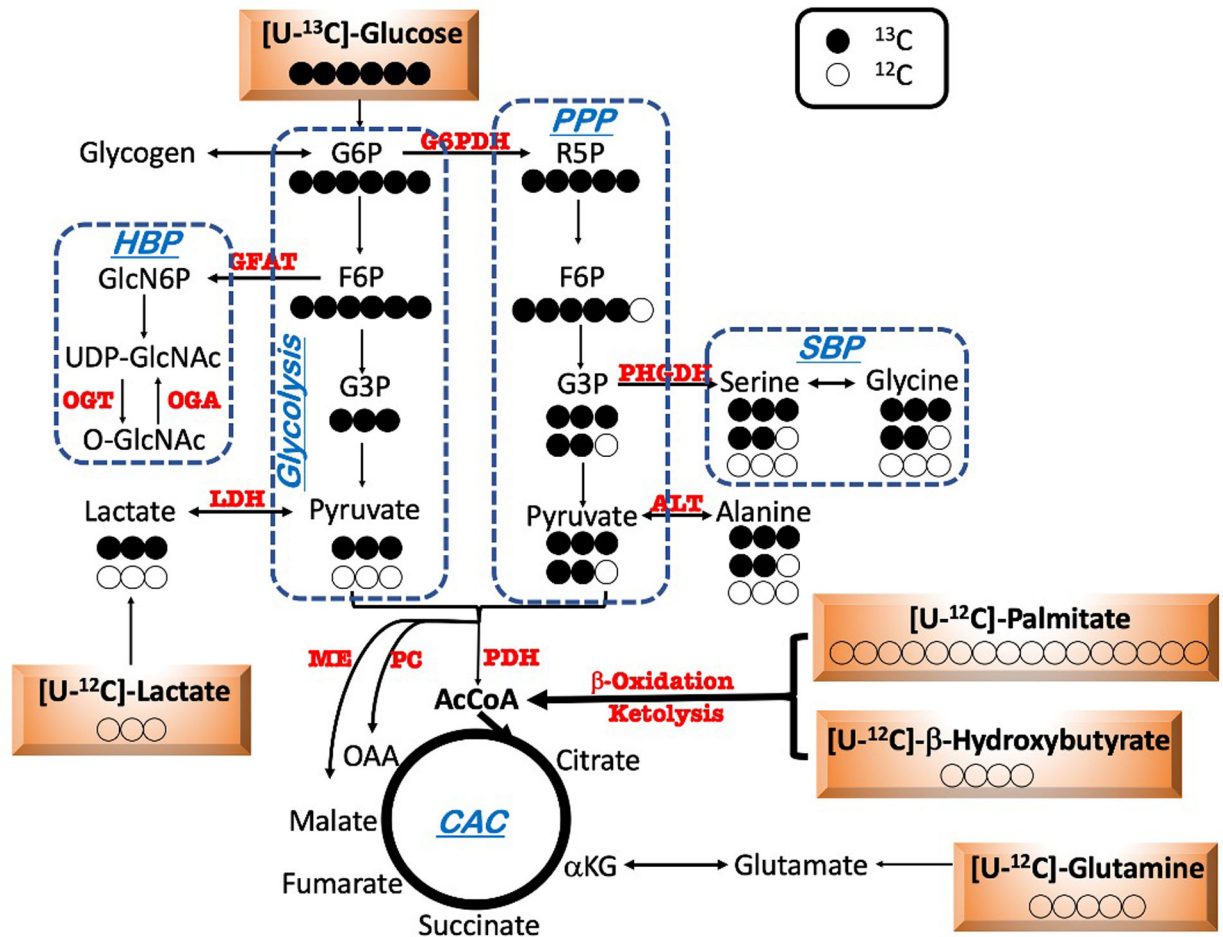 [U-¹³C]-Glucose
¹³C
¹²C
PPP
G6PDH
Glycogen
G6P
R5P
HBP
GFAT
GlcN6P
F6P
F6P
UDP-GlcNAc
Glycolysis
SBP
G3P
G3P
PHGDH
Serine
Glycine
OGT
OGA
O-GlcNAc
LDH
ALT
Lactate
Pyruvate
Pyruvate
Alanine
[U-¹²C]-Palmitate
ME
PC
PDH
β-Oxidation
[U-¹²C]-Lactate
AcCoA
Ketolysis
[U-¹²C]-β-Hydroxybutyrate
OAA
Citrate
Malate
CAC
αKG
Glutamate
[U-¹²C]-Glutamine
Fumarate
Succinate